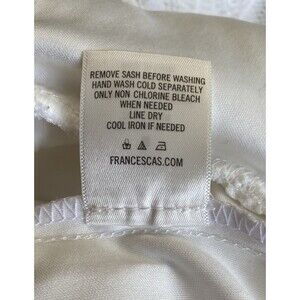 REMOVE SASH BEFORE WASHING
HAND WASH COLD SEPARATELY
ONLY NON CHLORINE BLEACH
WHEN NEEDED
LINE DRY
COOL IRON IF NEEDED
FRANCESCAS.COM